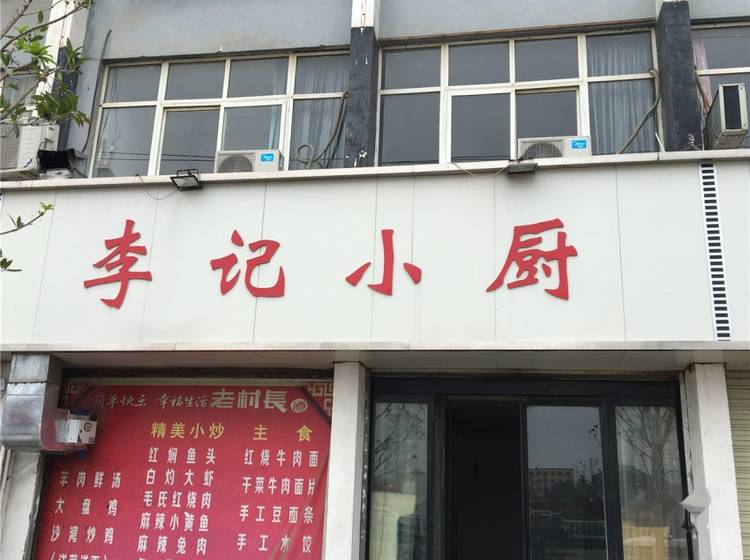 李记小厨
简单快乐 幸福生活 老村長 酒
精美小炒 主食
红焖鱼头 红烧牛肉面
羊肉鲜汤 白灼大虾 干菜牛肉面片
大盘鸡 毛氏红烧肉 手工豆面条
沙湾炒鸡 麻辣小黄鱼 手工水饺
麻辣兔肉